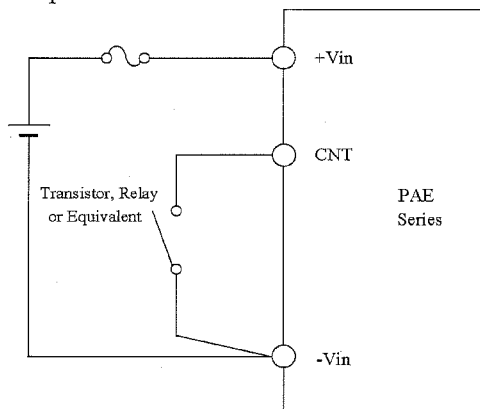 +Vin
CNT
Transistor, Relay
or Equivalent
PAE
Series
-Vin